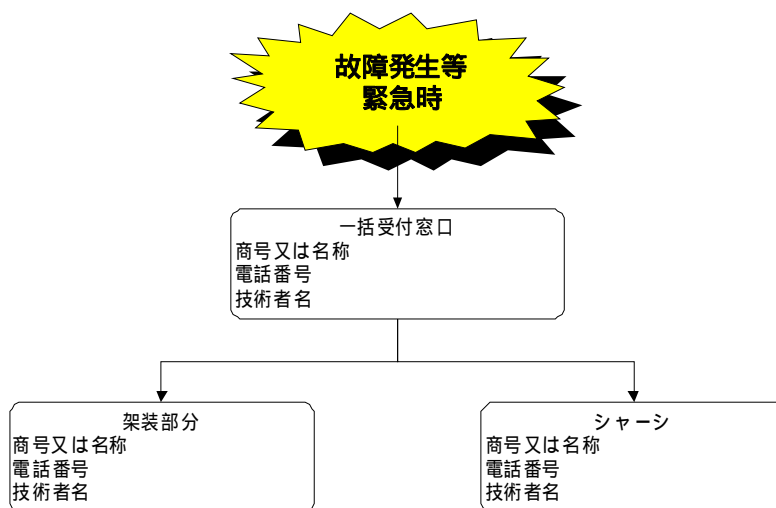 故障発生等
緊急時
一括受付窓口
商号又は名称
電話番号
技術者名
架装部分
商号又は名称
電話番号
技術者名
シャーシ
商号又は名称
電話番号
技術者名